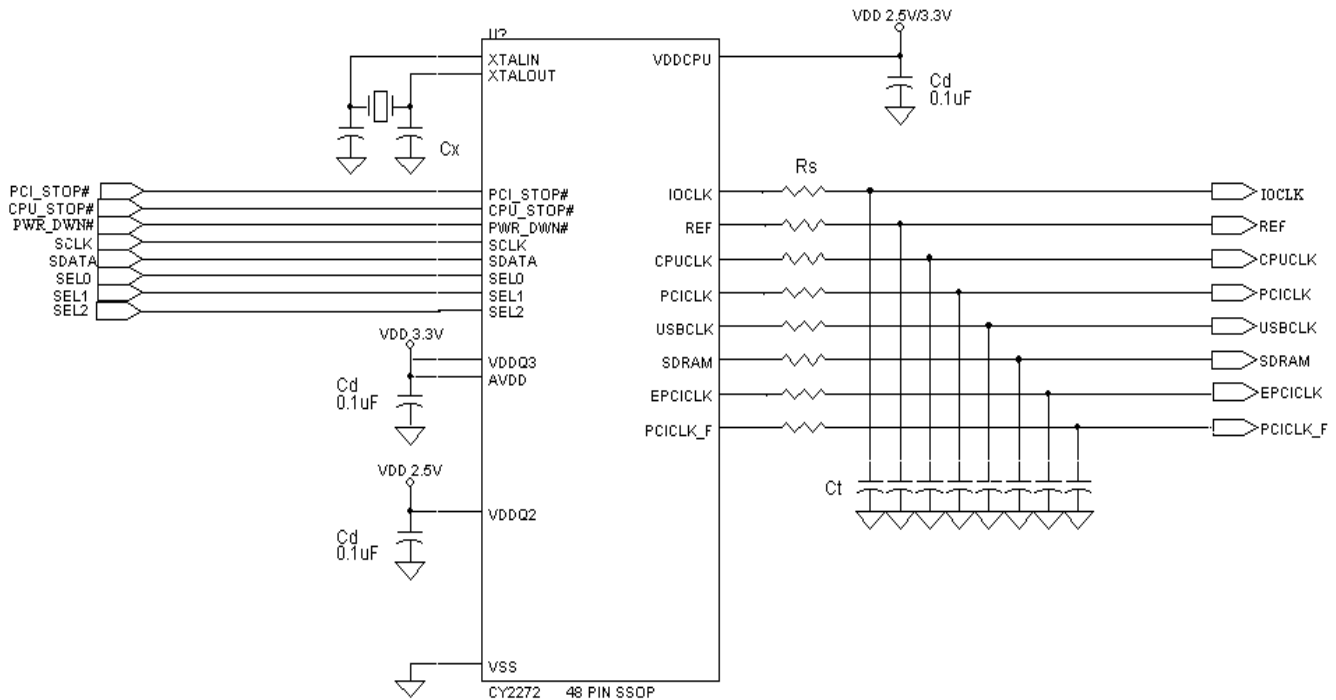 VDD 2.5V/3.3V
U?
XTALIN
XTALOUT
VDDCPU
Cd
0.1uF
Cx
Rs
PCI_STOP# PCI_STOP# IOCLK IOCLK
CPU_STOP# CPU_STOP#
PWR_DWN# PWR_DWN# REF REF
SCLK SCLK
SDATA SDATA CPUCLK CPUCLK
SEL0 SEL0
SEL1 SEL1 PCICLK PCICLK
SEL2 SEL2
USBCLK USBCLK
VDD 3.3V
VDDQ3 SDRAM SDRAM
AVDD
Cd
0.1uF
EPCICLK EPCICLK
PCICLK_F PCICLK_F
VDD 2.5V
Ct
VDDQ2
Cd
0.1uF
VSS
CY2272 48 PIN SSOP